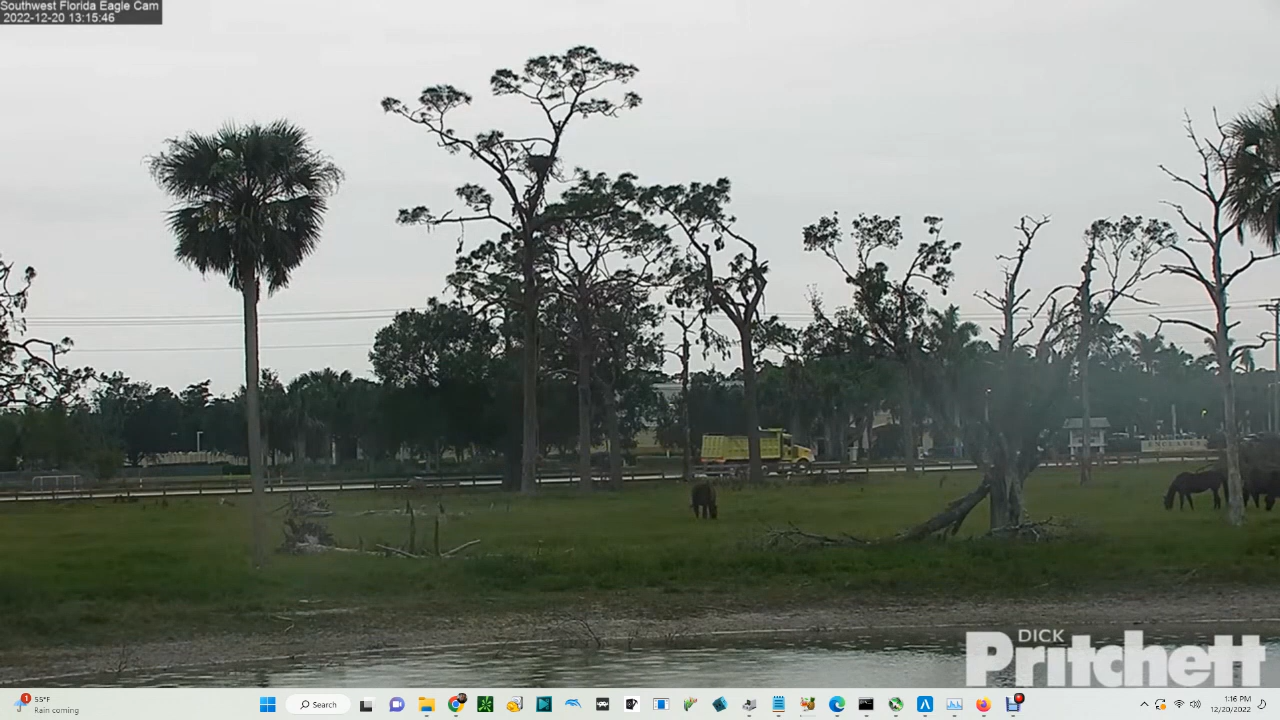 Southwest Florida Eagle Cam
2022-12-20 13:15:46
DICK
Pritchett
1
55°F
Rain coming
Search
1:16 PM
12/20/2022